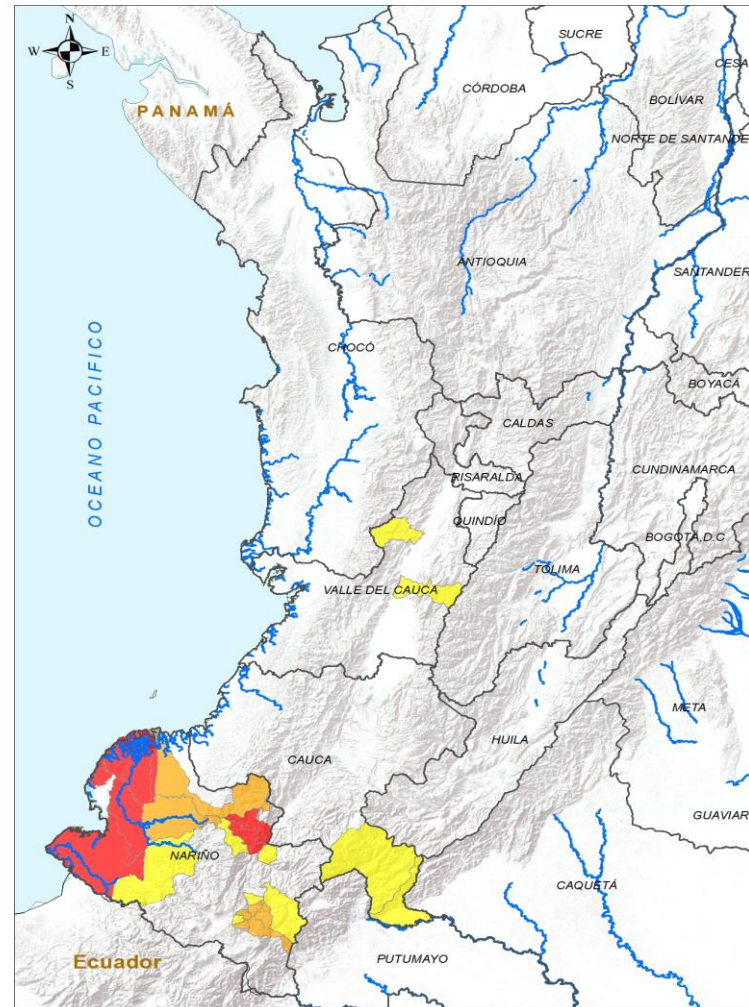 N
W E
S
SUCRE
CESA
CÓRDOBA
BOLÍVAR
PANAMÁ
NORTE DE SANTANDE
ANTIOQUIA
SANTANDER
OCEANO PACIFICO
CHOCÓ
BOYACÁ
CALDAS
CUNDINAMARCA
RISARALDA
QUINDÍO
BOGOTÁ, D.C
TOLIMA
VALLE DEL CAUCA
META
HUILA
CAUCA
GUAVIAR
NARIÑO
CAQUETÁ
Ecuador
PUTUMAYO